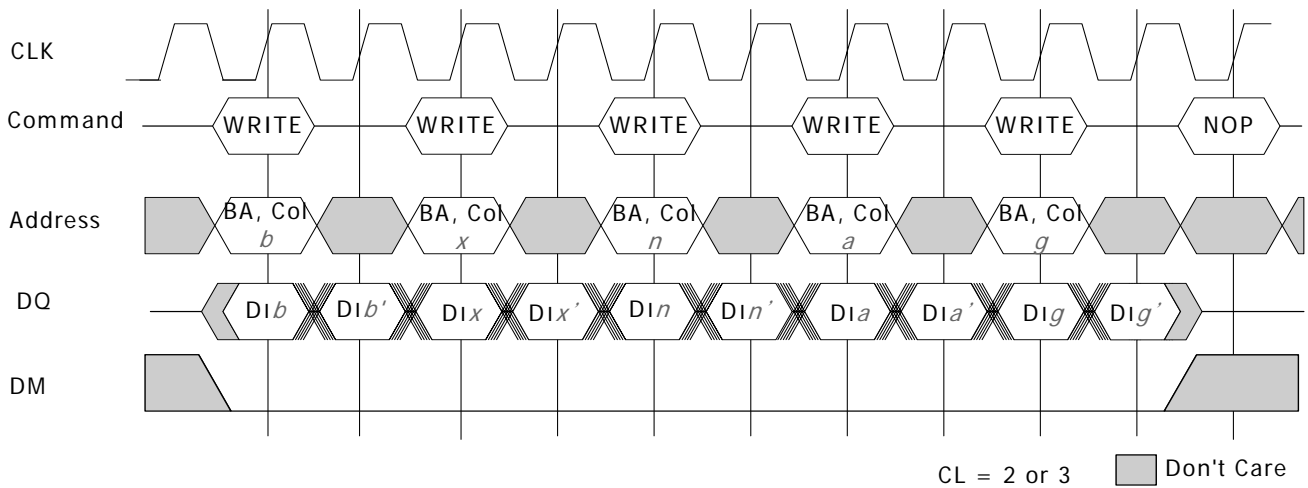 CLK
Command
WRITE WRITE WRITE WRITE WRITE NOP
Address
BA, Col BA, Col BA, Col BA, Col BA, Col
b x n a g
DQ
DIb DIb' DIx DIx’ DIn DIn’ DIa DIa’ DIg DIg’
DM
CL = 2 or 3
Don't Care